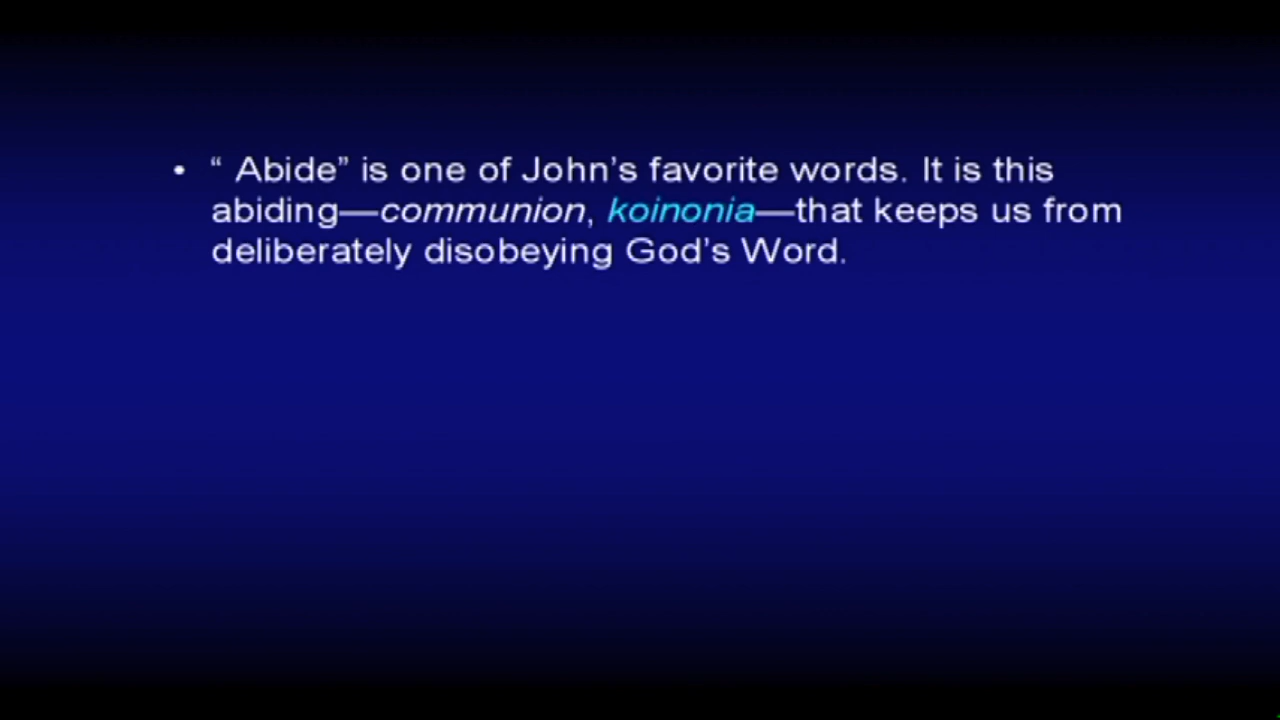 • “ Abide” is one of John’s favorite words. It is this
abiding—communion, koinonia—that keeps us from
deliberately disobeying God’s Word.